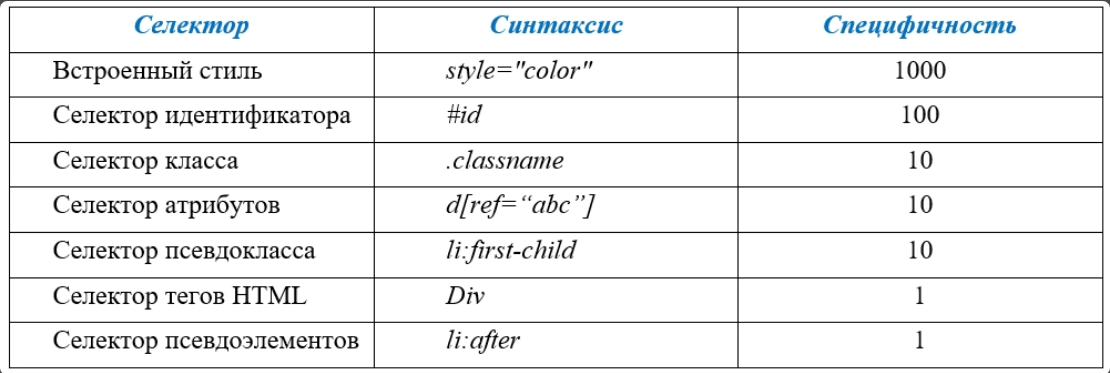 Селектор Синтаксис Специфичность
Встроенный стиль style="color" 1000
Селектор идентификатора #id 100
Селектор класса .classname 10
Селектор атрибутов d[ref=“abc”] 10
Селектор псевдокласса li:first-child 10
Селектор тегов HTML Div 1
Селектор псевдоэлементов li:after 1